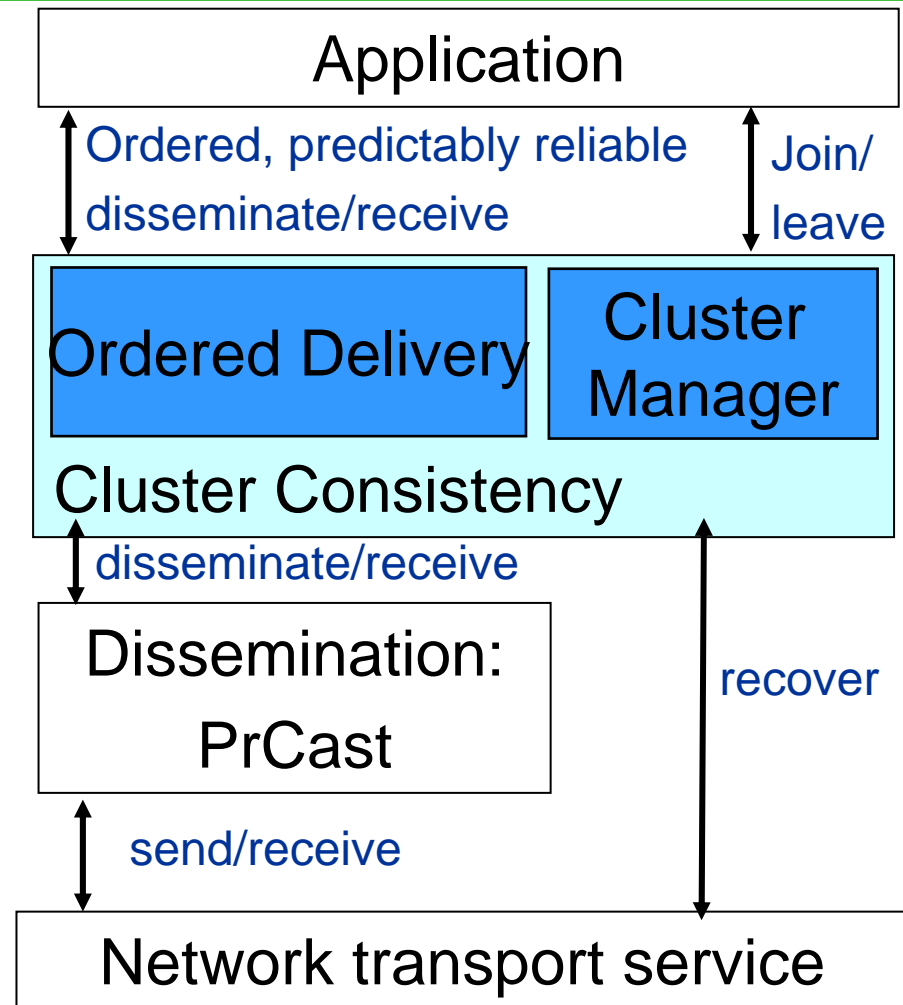 Application
Ordered, predictably reliable
disseminate/receive
Join/
leave
Ordered Delivery
Cluster
Manager
Cluster Consistency
disseminate/receive
Dissemination:
PrCast
recover
send/receive
Network transport service